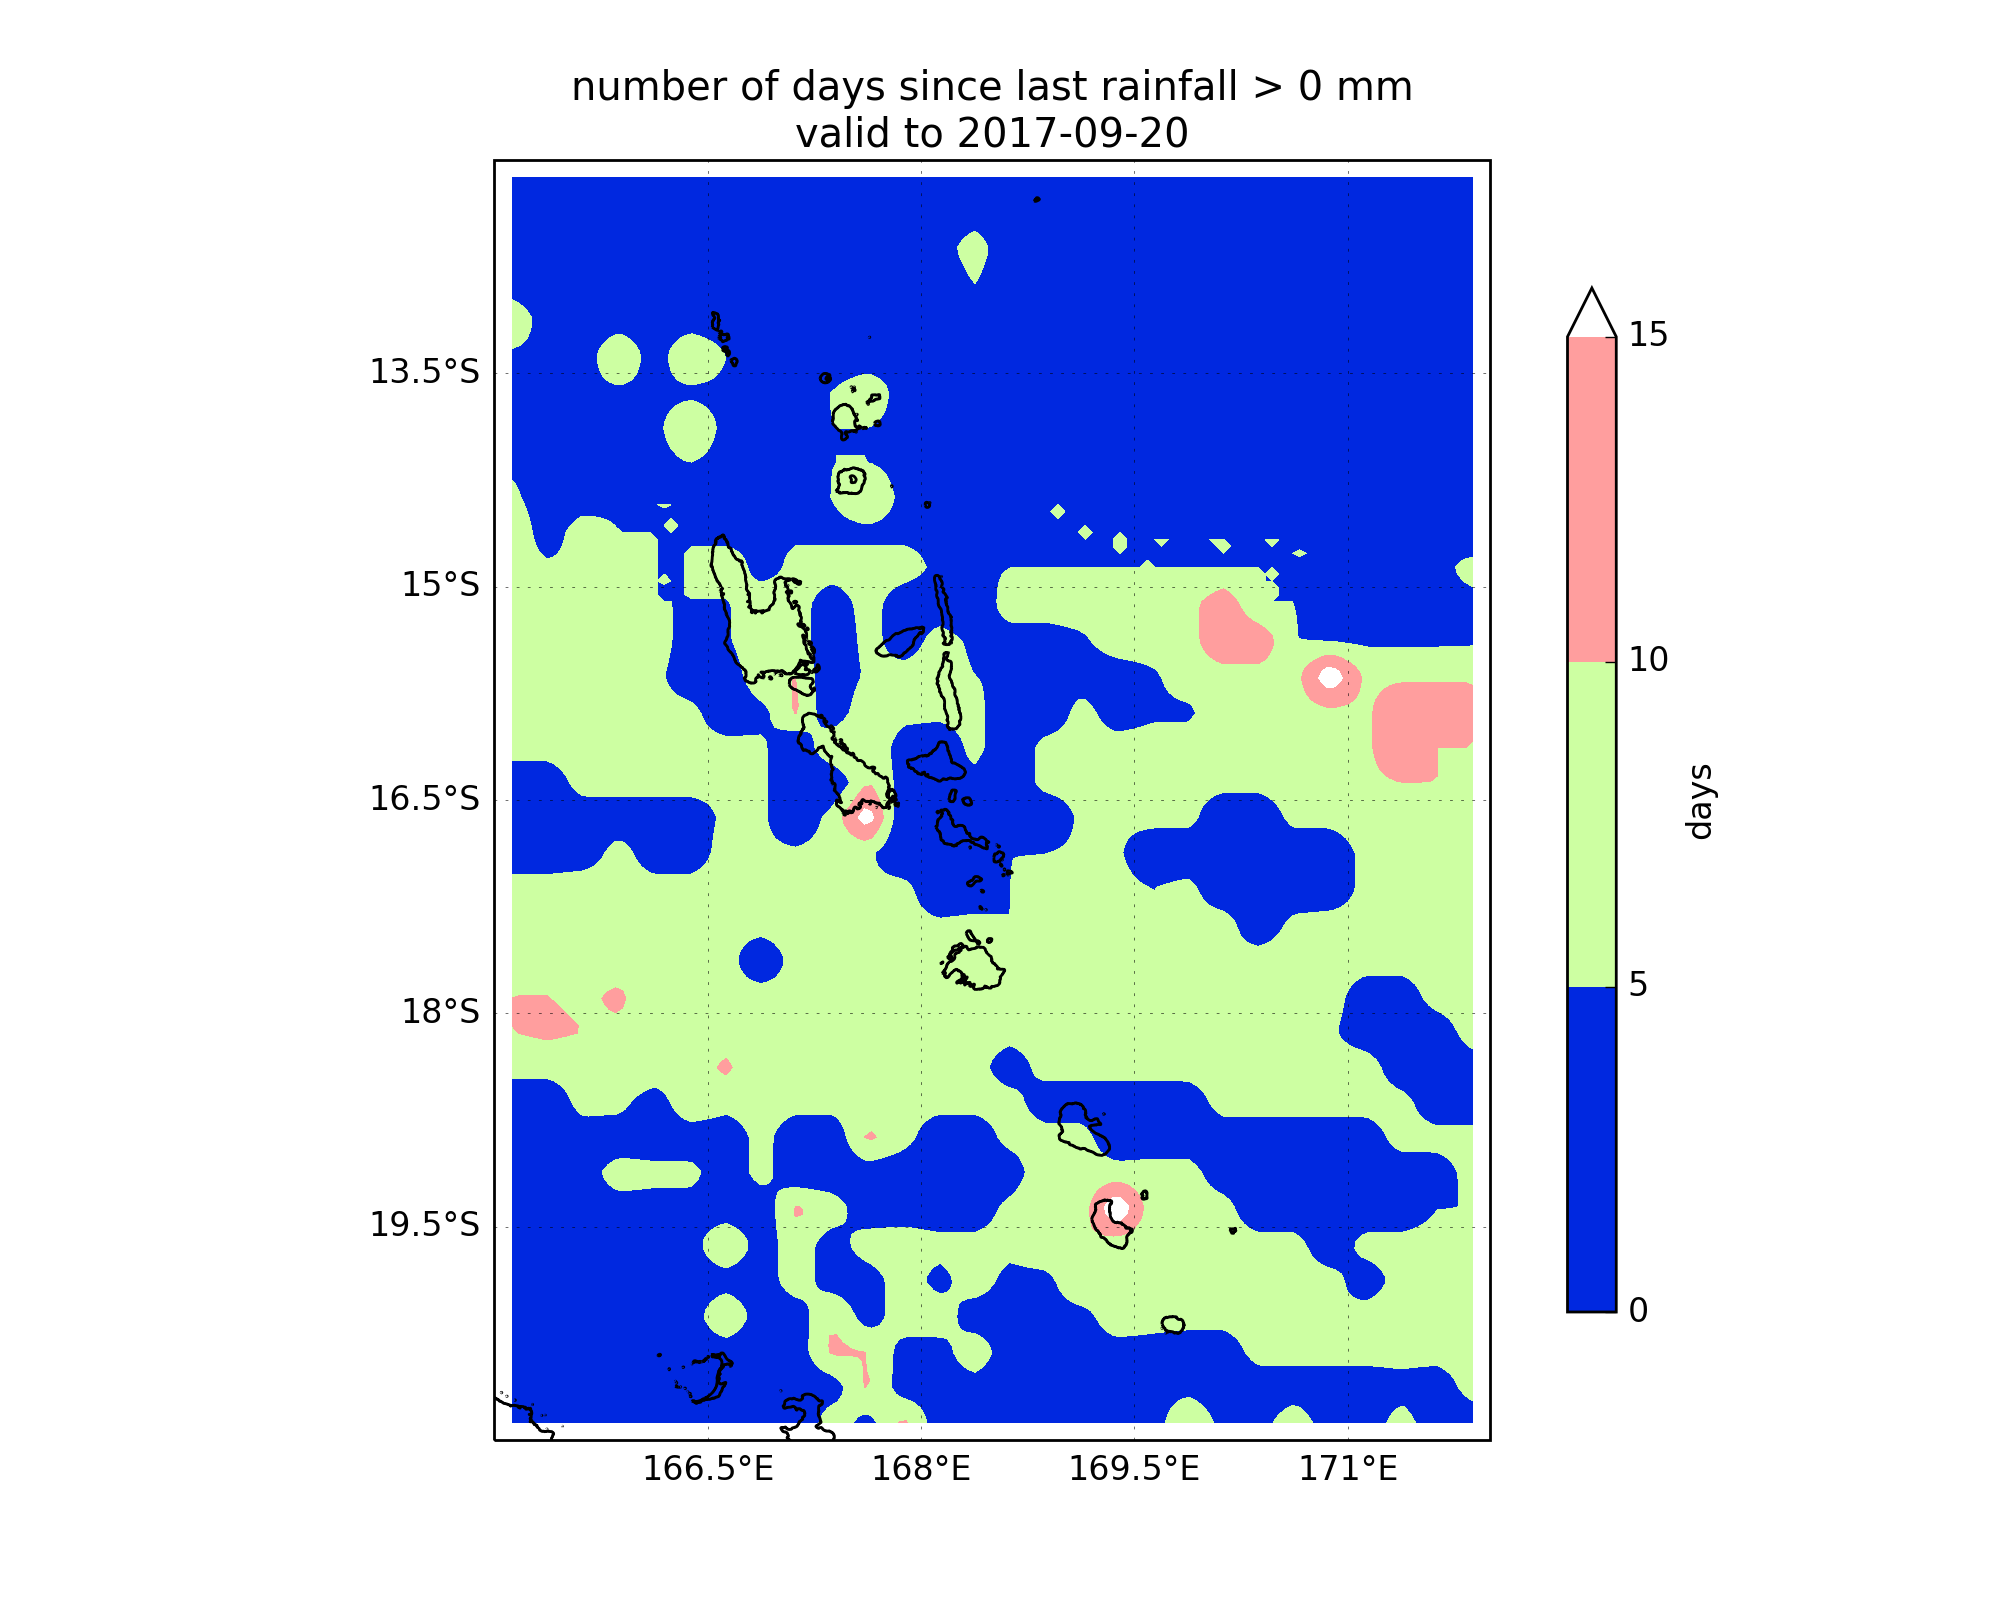 number of days since last rainfall > 0 mm
valid to 2017-09-20
13.5°S
15°S
16.5°S
18°S
19.5°S
166.5°E
168°E
169.5°E
171°E
15
10
5
0
days